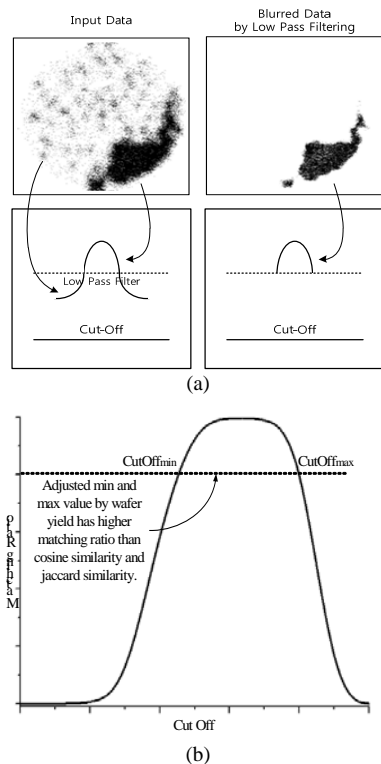 Input Data
Blurred Data
by Low Pass Filtering
Low Pass Filter
Cut-Off
Cut-Off
(a)
CutOffmin
CutOffmax
Adjusted min and
max value by wafer
yield has higher
matching ratio than
cosine similarity and
jaccard similarity.
Cut Off
(b)